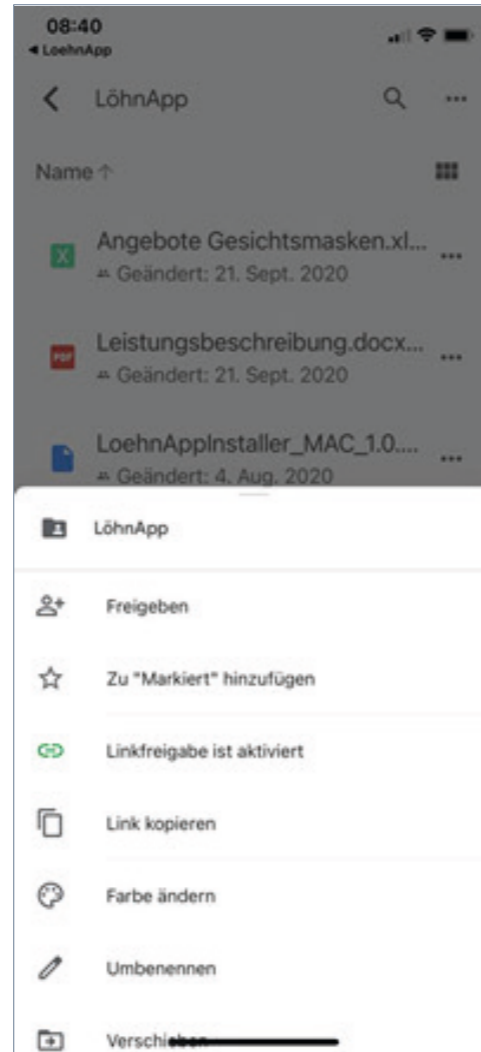 08:40
◀ LoehnApp
LöhnApp
Name ↑
X
Angebote Gesichtsmasken.xl...
Geändert: 21. Sept. 2020
PDF
Leistungsbeschreibung.docx...
Geändert: 21. Sept. 2020
LoehnAppInstaller_MAC_1.0....
Geändert: 4. Aug. 2020
LöhnApp
Freigeben
Zu "Markiert" hinzufügen
Linkfreigabe ist aktiviert
Link kopieren
Farbe ändern
Umbenennen
Verschieben